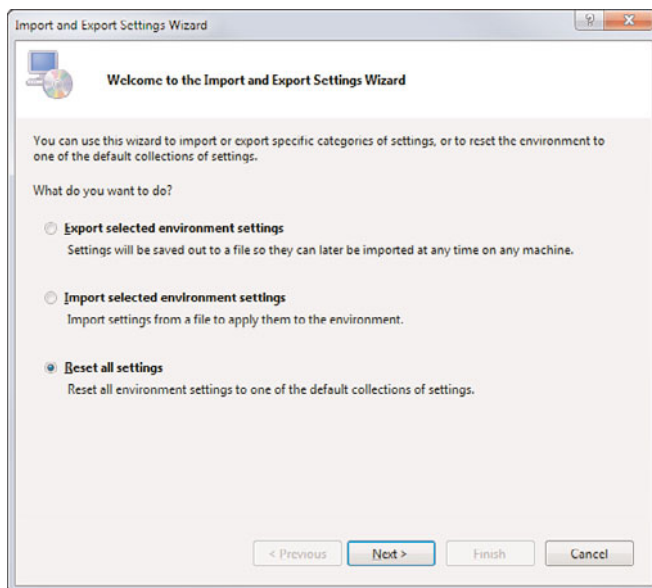 Import and Export Settings Wizard
Welcome to the Import and Export Settings Wizard
You can use this wizard to import or export specific categories of settings, or to reset the environment to
one of the default collections of settings.
What do you want to do?
Export selected environment settings
Settings will be saved out to a file so they can later be imported at any time on any machine.
Import selected environment settings
Import settings from a file to apply them to the environment.
Reset all settings
Reset all environment settings to one of the default collections of settings.
< Previous
Next >
Finish
Cancel